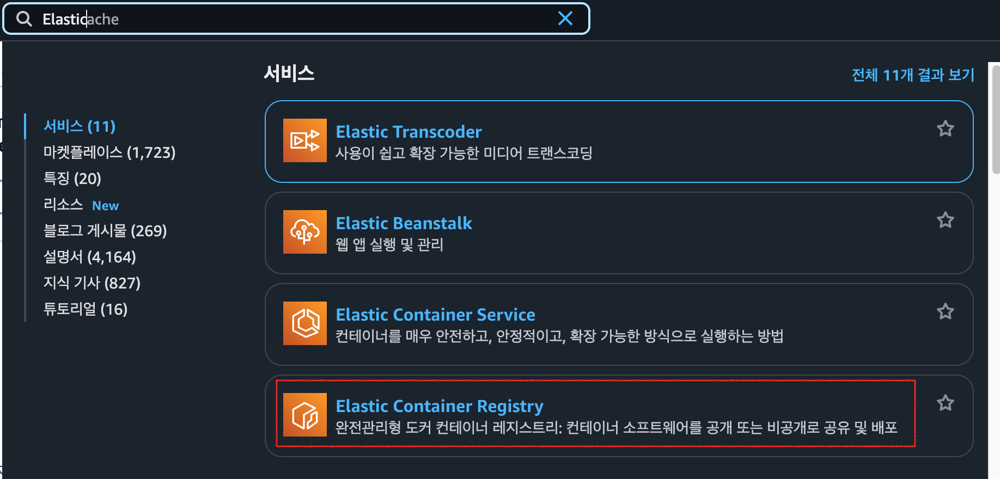 Elasticache
서비스
전체 11개 결과 보기
서비스 (11)
마켓플레이스 (1,723)
특징 (20)
리소스 New
블로그 게시물 (269)
설명서 (4,164)
지식 기사 (827)
튜토리얼 (16)
Elastic Transcoder
사용이 쉽고 확장 가능한 미디어 트랜스코딩
Elastic Beanstalk
웹 앱 실행 및 관리
Elastic Container Service
컨테이너를 매우 안전하고, 안정적이고, 확장 가능한 방식으로 실행하는 방법
Elastic Container Registry
완전관리형 도커 컨테이너 레지스트리: 컨테이너 소프트웨어를 공개 또는 비공개로 공유 및 배포